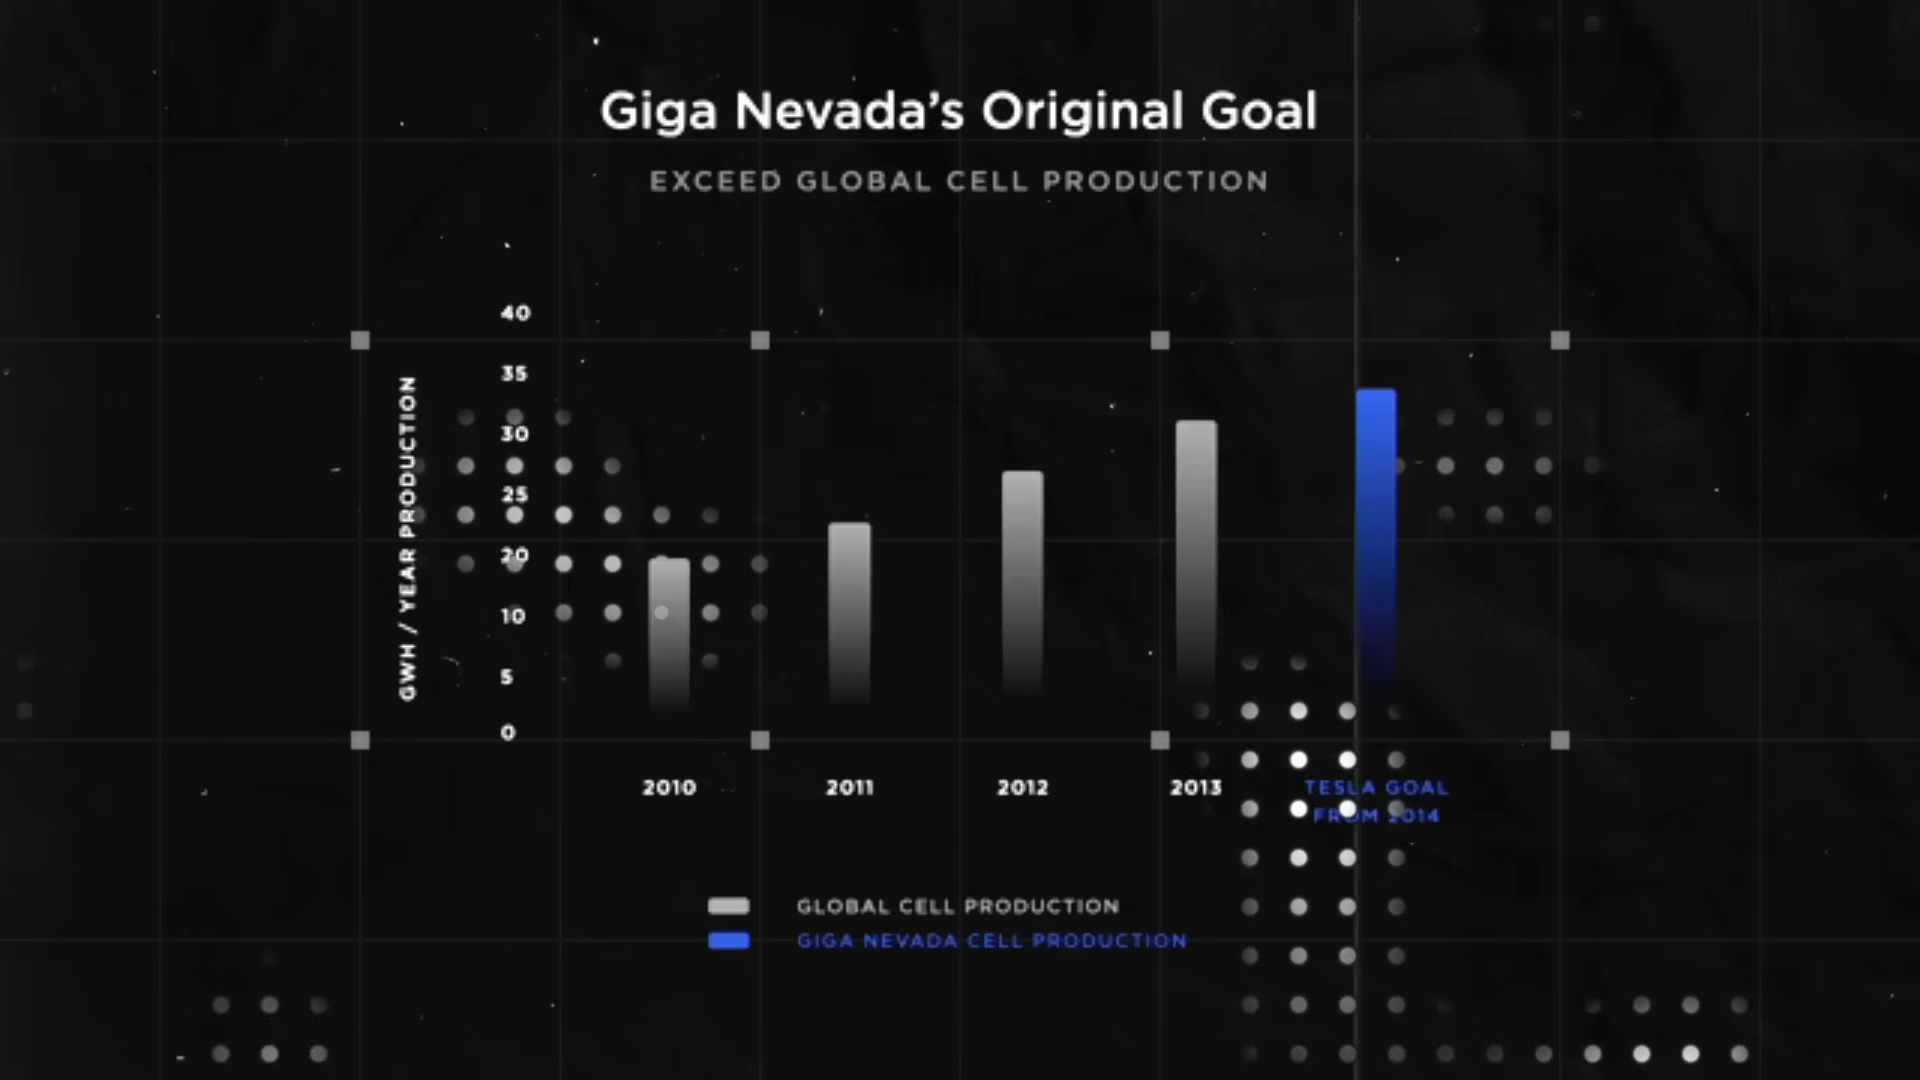 Giga Nevada's Original Goal
EXCEED GLOBAL CELL PRODUCTION
GWH / YEAR PRODUCTION
40
35
30
25
20
10
5
0
2010
2011
2012
2013
TESLA GOAL
FROM 2014
GLOBAL CELL PRODUCTION
GIGA NEVADA CELL PRODUCTION